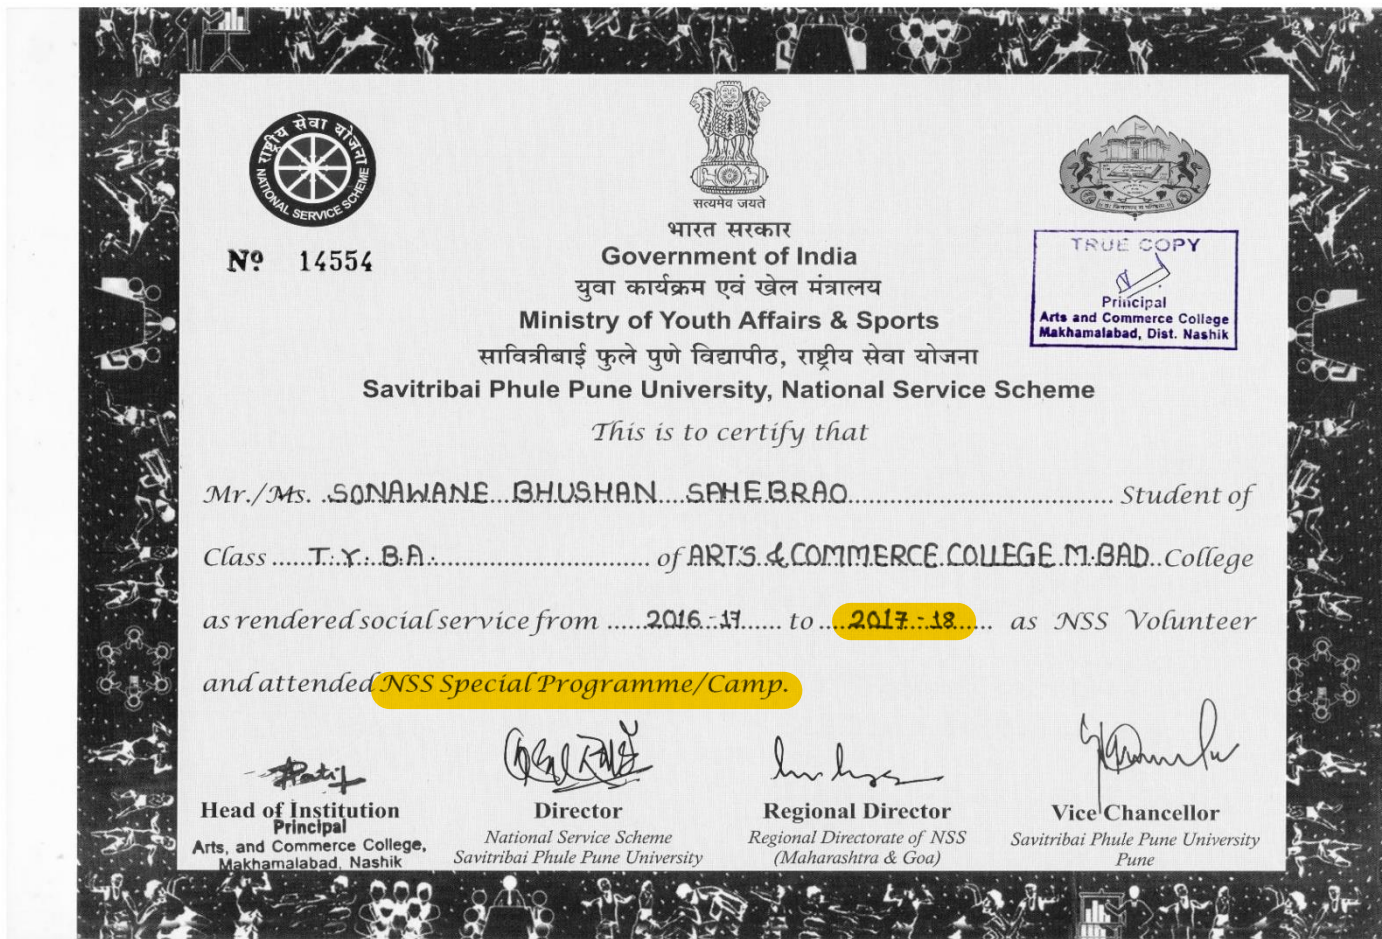 राष्ट्रीय सेवा योजना
NATIONAL SERVICE SCHEME
सत्यमेव जयते
Nº 14554
भारत सरकार
Government of India
युवा कार्यक्रम एवं खेल मंत्रालय
Ministry of Youth Affairs & Sports
सावित्रीबाई फुले पुणे विद्यापीठ, राष्ट्रीय सेवा योजना
Savitribai Phule Pune University, National Service Scheme
TRUE COPY
Principal
Arts and Commerce College
Makhamalabad, Dist. Nashik
This is to certify that
Mr./Ms. SONAWANE BHUSHAN SAHEBRAO Student of
Class T.Y.B.A. of ART'S & COMMERCE COLLEGE M.BAD College
as rendered social service from 2016-17 to 2017-18 as NSS Volunteer
and attended NSS Special Programme/Camp.
Head of Institution
Principal
Arts, and Commerce College,
Makhamalabad, Nashik
Director
National Service Scheme
Savitribai Phule Pune University
Regional Director
Regional Directorate of NSS
(Maharashtra & Goa)
Vice Chancellor
Savitribai Phule Pune University
Pune